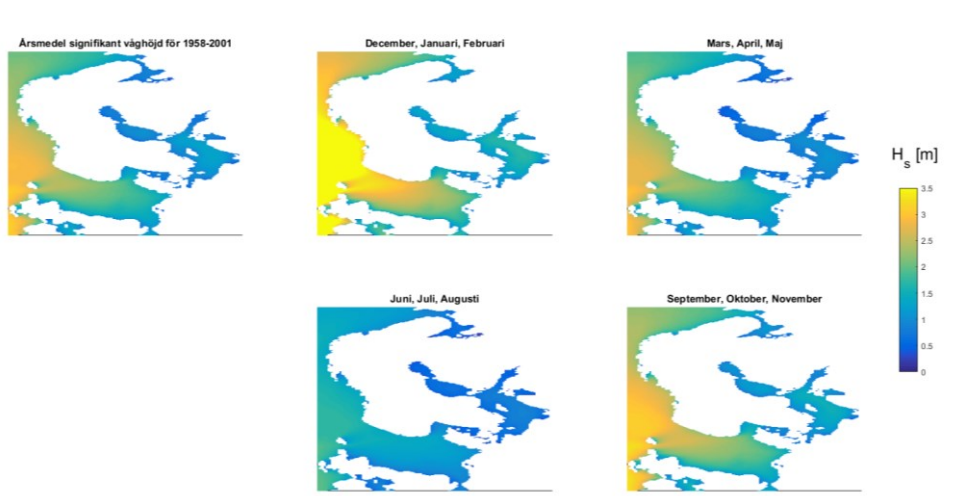 Årsmedel signifikant våghöjd för 1958-2001
December, Januari, Februari
Mars, April, Maj
H_s [m]
3.5
3
2.5
2
1.5
1
0.5
0
Juni, Juli, Augusti
September, Oktober, November